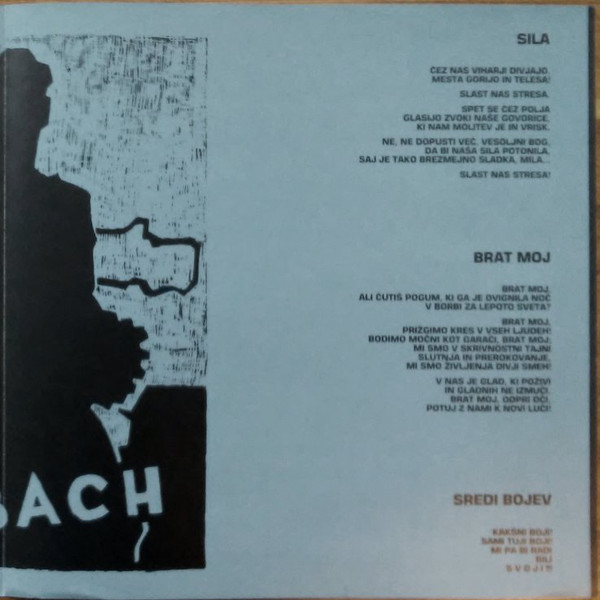 SILA
ČEZ NAS VIHARJI DIVJAJO,
MESTA GORIJO IN TELESA!
SLAST NAS STRESA.
SPET SE ČEZ POLJA
GLASIJO ZVOKI NAŠE GOVORICE,
KI NAM MOLITEV JE IN VRISK.
NE, NE DOPUSTI VEČ, VESOLJNI BOG,
DA BI NAŠA SILA POTONILA,
SAJ JE TAKO BREZMEJNO SLADKA, MILA...
SLAST NAS STRESA!
BRAT MOJ
BRAT MOJ,
ALI ČUTIŠ POGUM, KI GA JE DVIGNILA NOČ
V BORBI ZA LEPOTO SVETA?
BRAT MOJ,
PRIŽGIMO KRES V VSEH LJUDEH!
BODIMO MOČNI KOT GARAČI, BRAT MOJ,
MI SMO V SKRIVNOSTNI TAJNI
SLUTNJA IN PREROKOVANJE,
MI SMO ŽIVLJENJA DIVJI SMEH!
V NAS JE GLAD, KI POŽIVI
IN GLADNIH NE IZMUČI.
BRAT MOJ, ODPRI OČI,
POTUJ Z NAMI K NOVI LUČI!
SREDI BOJEV
KAKŠNI BOJI!
SAMI TUJI BOJI!
MI PA BI RADI
BILI
SVOJI?!
BACH